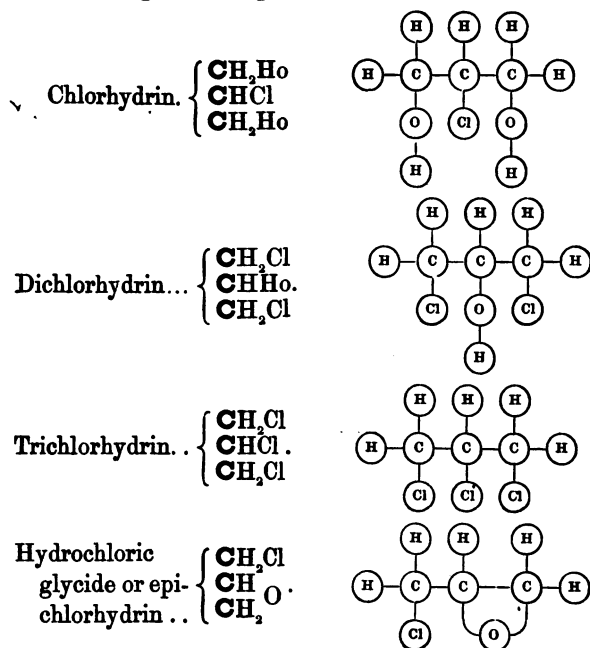 CH₂Ho
Chlorhydrin. CHCl
CH₂Ho
H H H
H C C C H
O Cl O
H H
CH₂Cl
Dichlorhydrin... CHHo.
CH₂Cl
H H H
H C C C H
Cl O Cl
H
CH₂Cl
Trichlorhydrin.. CHCl.
CH₂Cl
H H H
H C C C H
Cl Cl Cl
Hydrochloric CH₂Cl
glycide or epi- CH O.
chlorhydrin .. CH₂
H H H
H C C C H
Cl O